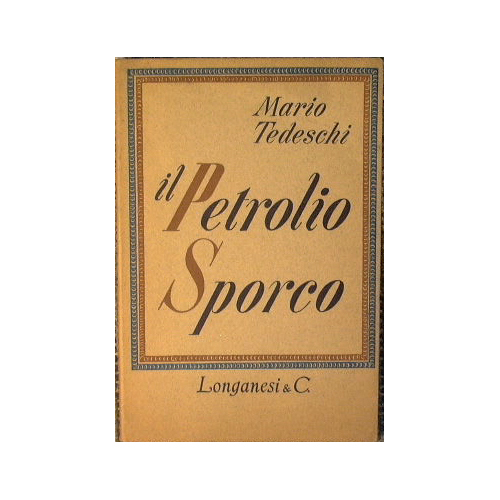 Mario
Tedeschi
il Petrolio
Sporco
Longanesi & C.